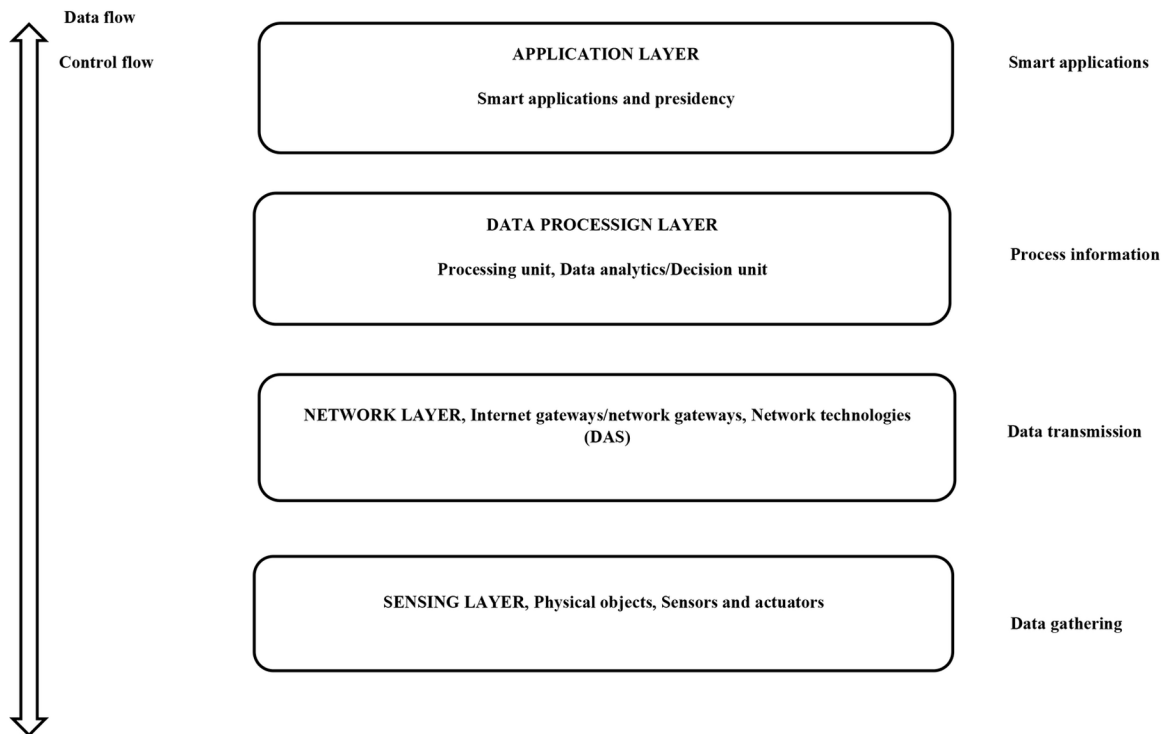 Data flow
Control flow
APPLICATION LAYER
Smart applications and presidency
Smart applications
DATA PROCESSIGN LAYER
Processing unit, Data analytics/Decision unit
Process information
NETWORK LAYER, Internet gateways/network gateways, Network technologies
(DAS)
Data transmission
SENSING LAYER, Physical objects, Sensors and actuators
Data gathering